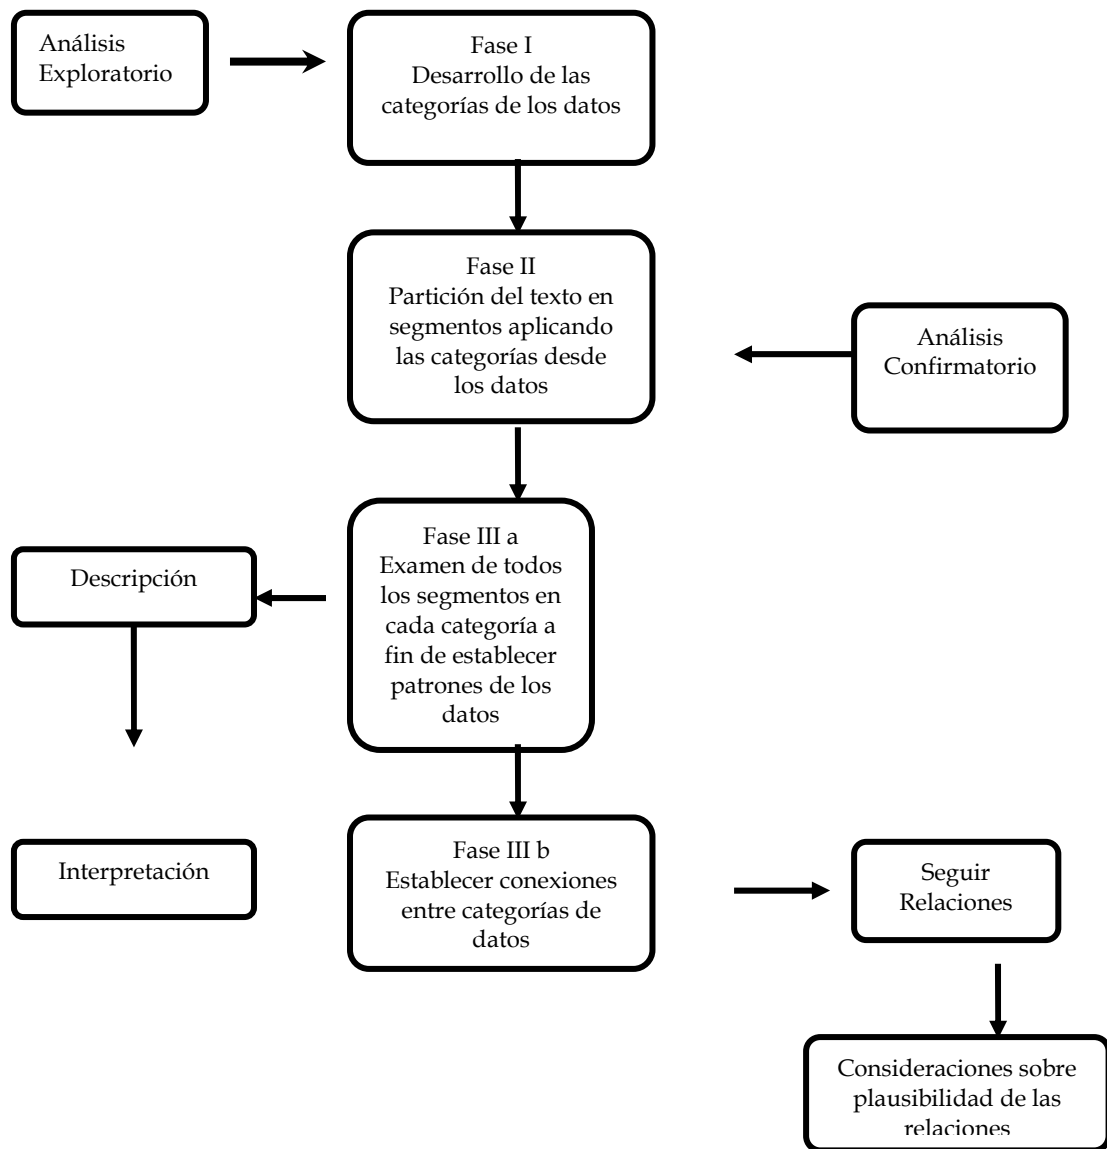 Análisis
Exploratorio
Fase I
Desarrollo de las
categorías de los datos
Fase II
Partición del texto en
segmentos aplicando
las categorías desde
los datos
Análisis
Confirmatorio
Fase III a
Examen de todos
los segmentos en
cada categoría a
fin de establecer
patrones de los
datos
Descripción
Interpretación
Fase III b
Establecer conexiones
entre categorías de
datos
Seguir
Relaciones
Consideraciones sobre
plausibilidad de las
relaciones